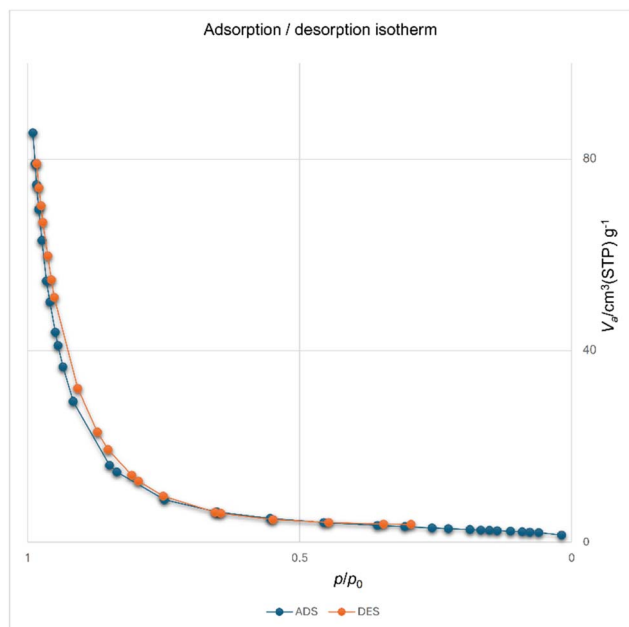 Adsorption / desorption isotherm
80
40
0
Vₐ/cm³(STP) g⁻¹
1
0.5
0
p/p₀
ADS
DES